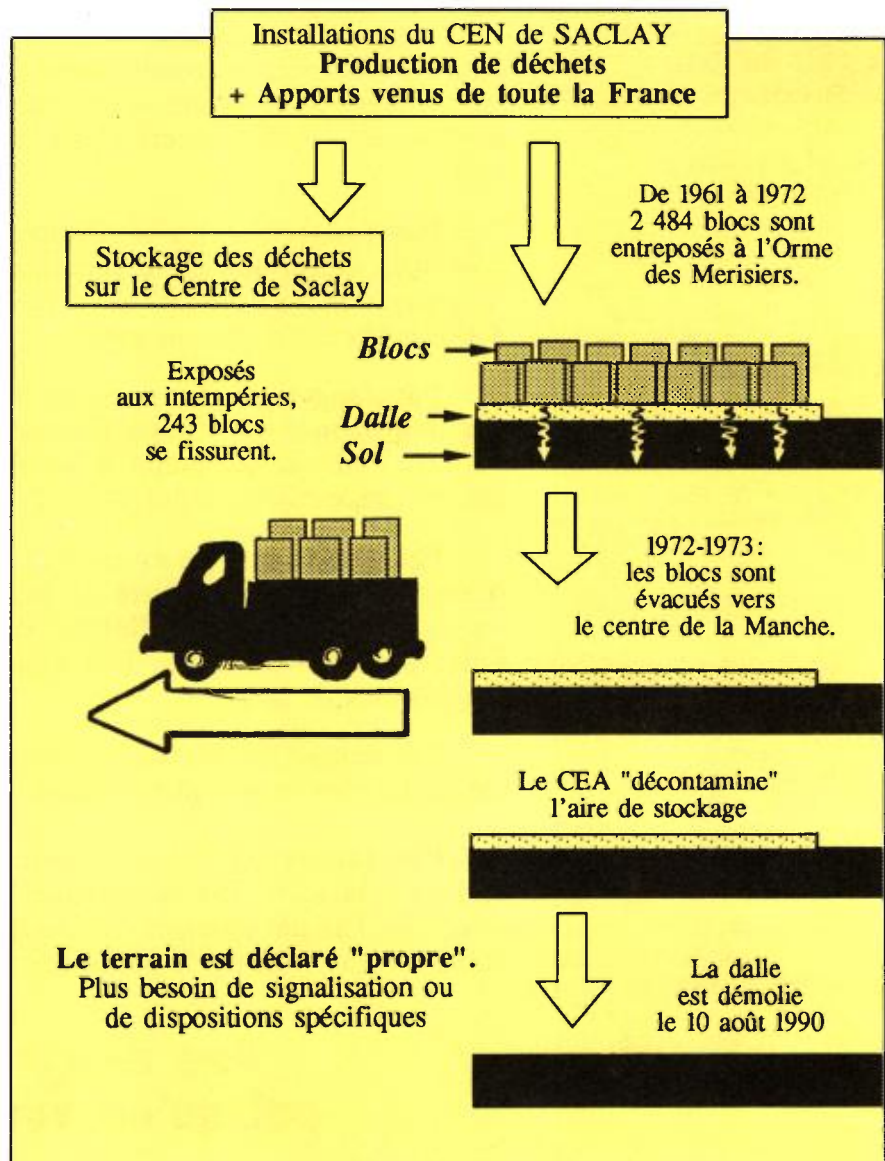 Installations du CEN de SACLAY
Production de déchets
+ Apports venus de toute la France
De 1961 à 1972
2 484 blocs sont
entreposés à l'Orme
des Merisiers.
Stockage des déchets
sur le Centre de Saclay
Blocs
Exposés
aux intempéries,
243 blocs
se fissurent.
Dalle
Sol
1972-1973:
les blocs sont
évacués vers
le centre de la Manche.
Le CEA "décontamine"
l'aire de stockage
Le terrain est déclaré "propre".
Plus besoin de signalisation ou
de dispositions spécifiques
La dalle
est démolie
le 10 août 1990